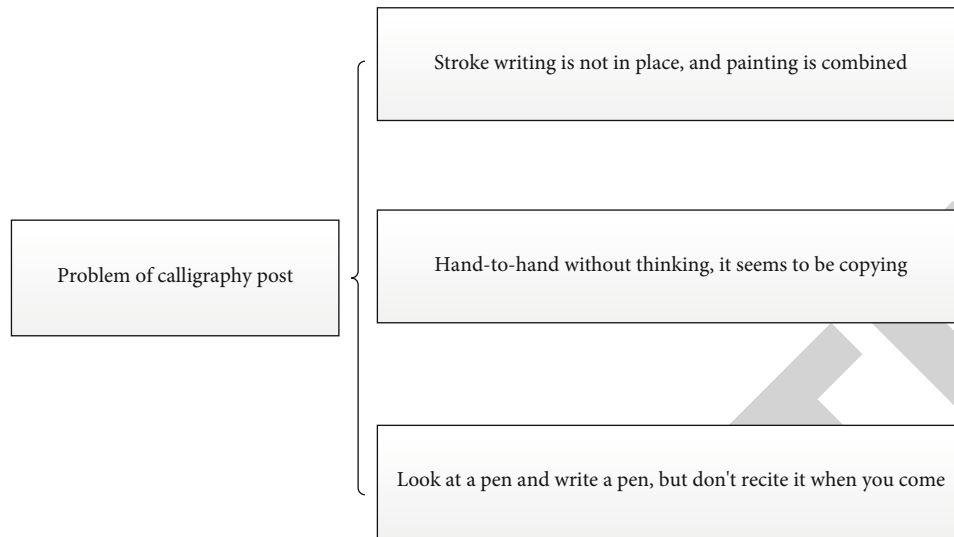 Stroke writing is not in place, and painting is combined
Problem of calligraphy post
Hand-to-hand without thinking, it seems to be copying
Look at a pen and write a pen, but don't recite it when you come